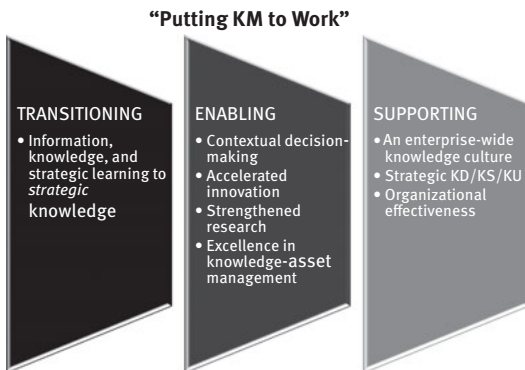 “Putting KM to Work”
TRANSITIONING
• Information,
knowledge, and
strategic learning to
strategic
knowledge
ENABLING
• Contextual decision-
making
• Accelerated
innovation
• Strengthened
research
• Excellence in
knowledge-asset
management
SUPPORTING
• An enterprise-wide
knowledge culture
• Strategic KD/KS/KU
• Organizational
effectiveness